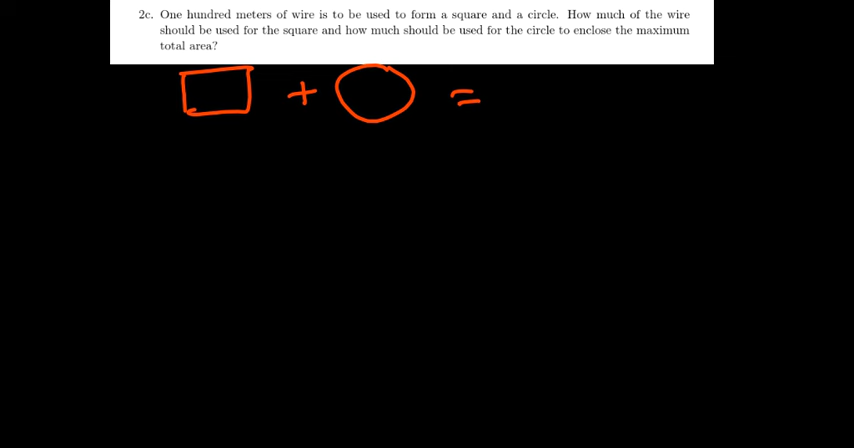 2c. One hundred meters of wire is to be used to form a square and a circle. How much of the wire
should be used for the square and how much should be used for the circle to enclose the maximum
total area?
+ =